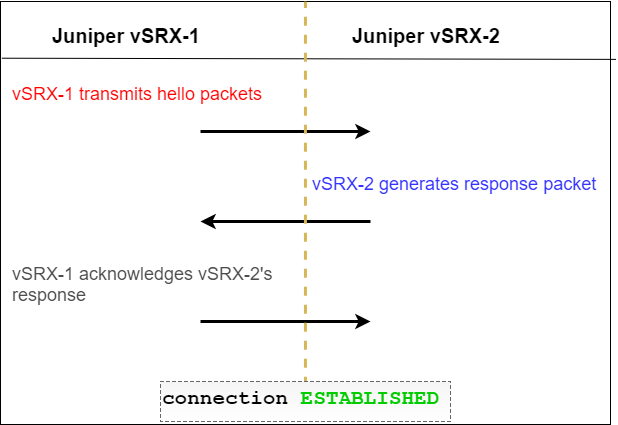 Juniper vSRX-1
Juniper vSRX-2
vSRX-1 transmits hello packets
vSRX-2 generates response packet
vSRX-1 acknowledges vSRX-2's
response
connection ESTABLISHED